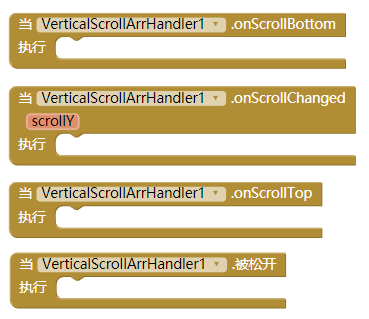 当 VerticalScrollArrHandler1 .onScrollBottom
执行
当 VerticalScrollArrHandler1 .onScrollChanged
scrollY
执行
当 VerticalScrollArrHandler1 .onScrollTop
执行
当 VerticalScrollArrHandler1 .被松开
执行